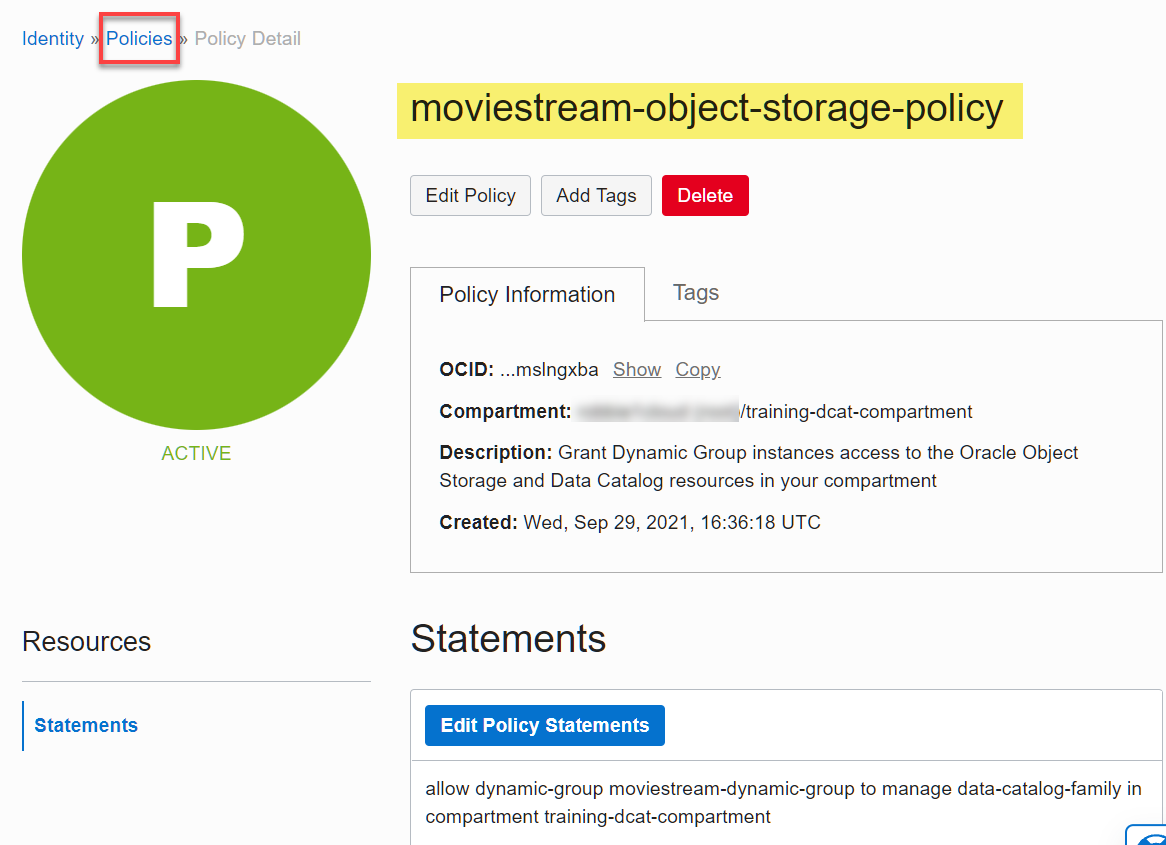 Identity » Policies » Policy Detail
moviestream-object-storage-policy
Edit Policy Add Tags Delete
P
ACTIVE
Policy Information Tags
OCID: ...mslngxba Show Copy
Compartment: /training-dcat-compartment
Description: Grant Dynamic Group instances access to the Oracle Object
Storage and Data Catalog resources in your compartment
Created: Wed, Sep 29, 2021, 16:36:18 UTC
Resources
Statements
Statements
Edit Policy Statements
allow dynamic-group moviestream-dynamic-group to manage data-catalog-family in
compartment training-dcat-compartment